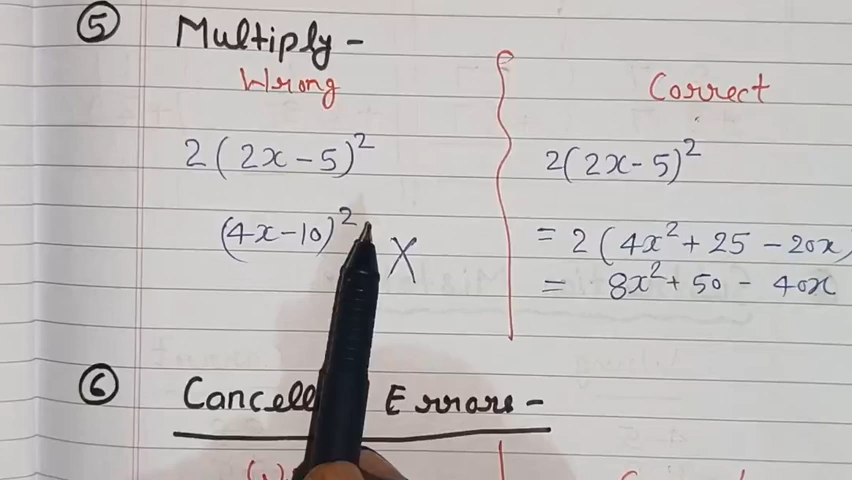 ⑤ Multiply -
Wrong
2(2x - 5)²
(4x - 10)² X
Correct
2(2x - 5)²
= 2(4x² + 25 - 20x)
= 8x² + 50 - 40x
⑥ Errors -